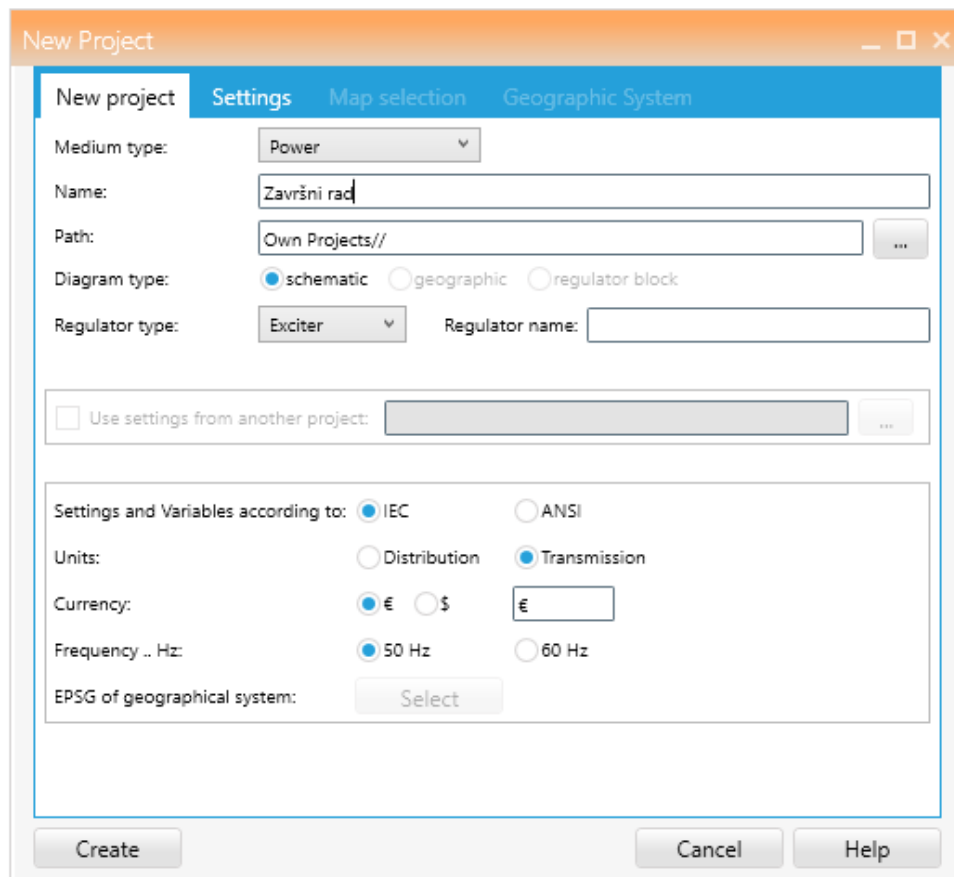 New Project
New project Settings Map selection Geographic System
Medium type: Power
Name: Završni rad
Path: Own Projects// ...
Diagram type: schematic geographic regulator block
Regulator type: Exciter Regulator name:
Use settings from another project: ...
Settings and Variables according to: IEC ANSI
Units: Distribution Transmission
Currency: € $ €
Frequency .. Hz: 50 Hz 60 Hz
EPSG of geographical system: Select
Create Cancel Help